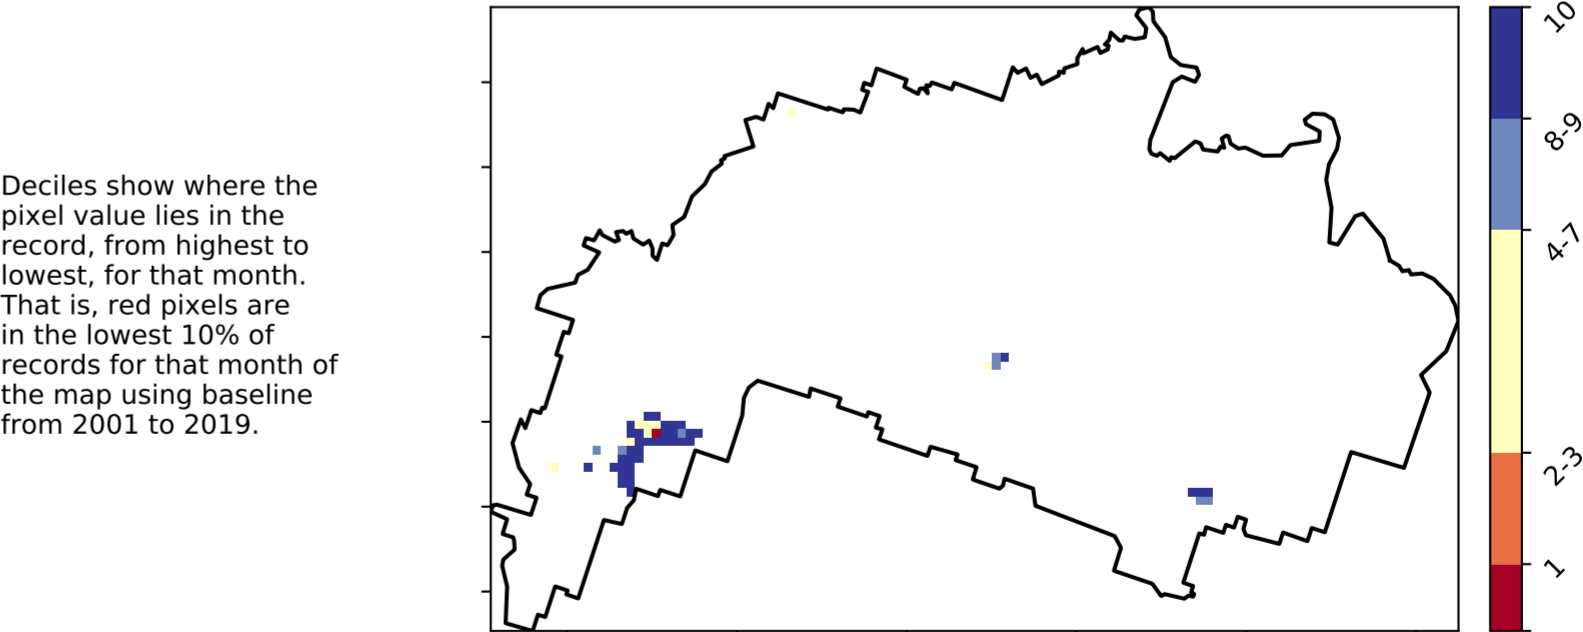 Deciles show where the
pixel value lies in the
record, from highest to
lowest, for that month.
That is, red pixels are
in the lowest 10% of
records for that month of
the map using baseline
from 2001 to 2019.
10
8-9
4-7
2-3
1